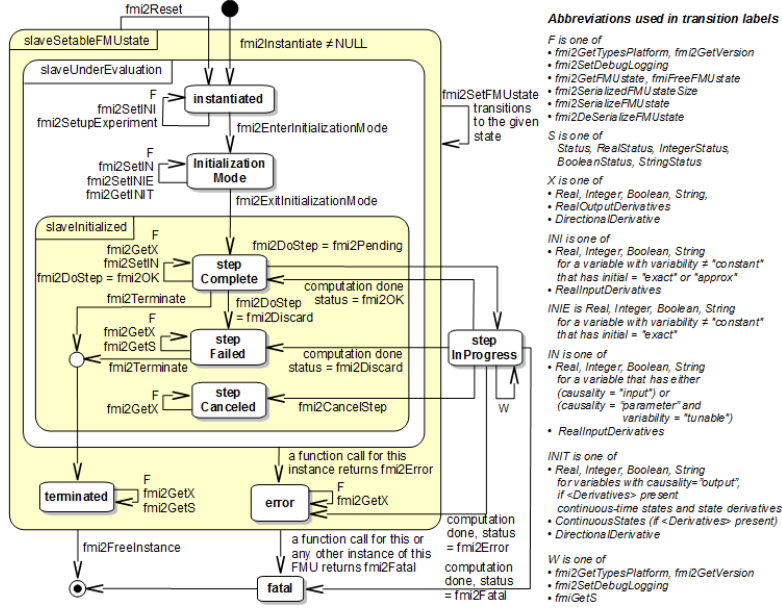 fmi2Reset
slaveSetableFMUstate
fmi2Instantiate ≠ NULL
slaveUnderEvaluation
F
fmi2SetINI
fmi2SetupExperiment
instantiated
fmi2EnterInitializationMode
fmi2SetFMUstate
transitions
to the given
state
F
fmi2SetIN
fmi2SetINIE
fmi2GetINIT
Initialization
Mode
fmi2ExitInitializationMode
slaveInitialized
F
fmi2GetX
fmi2SetIN
fmi2DoStep = fmi2OK
step
Complete
fmi2DoStep = fmi2Pending
computation done
status = fmi2OK
fmi2Terminate
fmi2DoStep
= fmi2Discard
F
fmi2GetX
fmi2GetS
step
Failed
step
InProgress
computation done
status = fmi2Discard
fmi2Terminate
F
fmi2GetX
step
Canceled
fmi2CancelStep
W
a function call for this
instance returns fmi2Error
terminated
F
fmi2GetX
fmi2GetS
error
F
fmi2GetX
computation
done, status
= fmi2Error
fmi2FreeInstance
a function call for this or
any other instance of this
FMU returns fmi2Fatal
computation
done, status
= fmi2Fatal
fatal
Abbreviations used in transition labels
F is one of
• fmi2GetTypesPlatform, fmi2GetVersion
• fmi2SetDebugLogging
• fmi2GetFMUstate, fmiFreeFMUstate
• fmi2SerializedFMUstateSize
• fmi2SerializeFMUstate
• fmi2DeSerializeFMUstate
S is one of
Status, RealStatus, IntegerStatus,
BooleanStatus, StringStatus
X is one of
• Real, Integer, Boolean, String,
• RealOutputDerivatives
• DirectionalDerivative
INI is one of
• Real, Integer, Boolean, String
for a variable with variability ≠ "constant"
that has initial = "exact" or "approx"
• RealInputDerivatives
INIE is Real, Integer, Boolean, String
for a variable with variability ≠ "constant"
that has initial = "exact"
IN is one of
• Real, Integer, Boolean, String
for a variable that has either
(causality = "input") or
(causality = "parameter" and
variability = "tunable")
• RealInputDerivatives
INIT is one of
• Real, Integer, Boolean, String
for variables with causality="output",
if <Derivatives> present
continuous-time states and state derivatives
• ContinuousStates (if <Derivatives> present)
• DirectionalDerivative
W is one of
• fmi2GetTypesPlatform, fmi2GetVersion
• fmi2SetDebugLogging
• fmiGetS